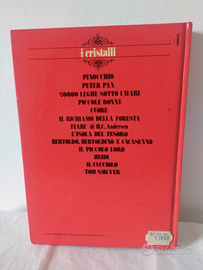 i cristalli
PINOCCHIO
PETER PAN
20000 LEGHE SOTTO I MARI
PICCOLE DONNE
CUORE
IL RICHIAMO DELLA FORESTA
FIABE di H.C. Andersen
L'ISOLA DEL TESORO
BERTOLDO, BERTOLDINO E CACASENNO
IL PICCOLO LORD
HEIDI
IL CUCCIOLO
TOM SAWYER